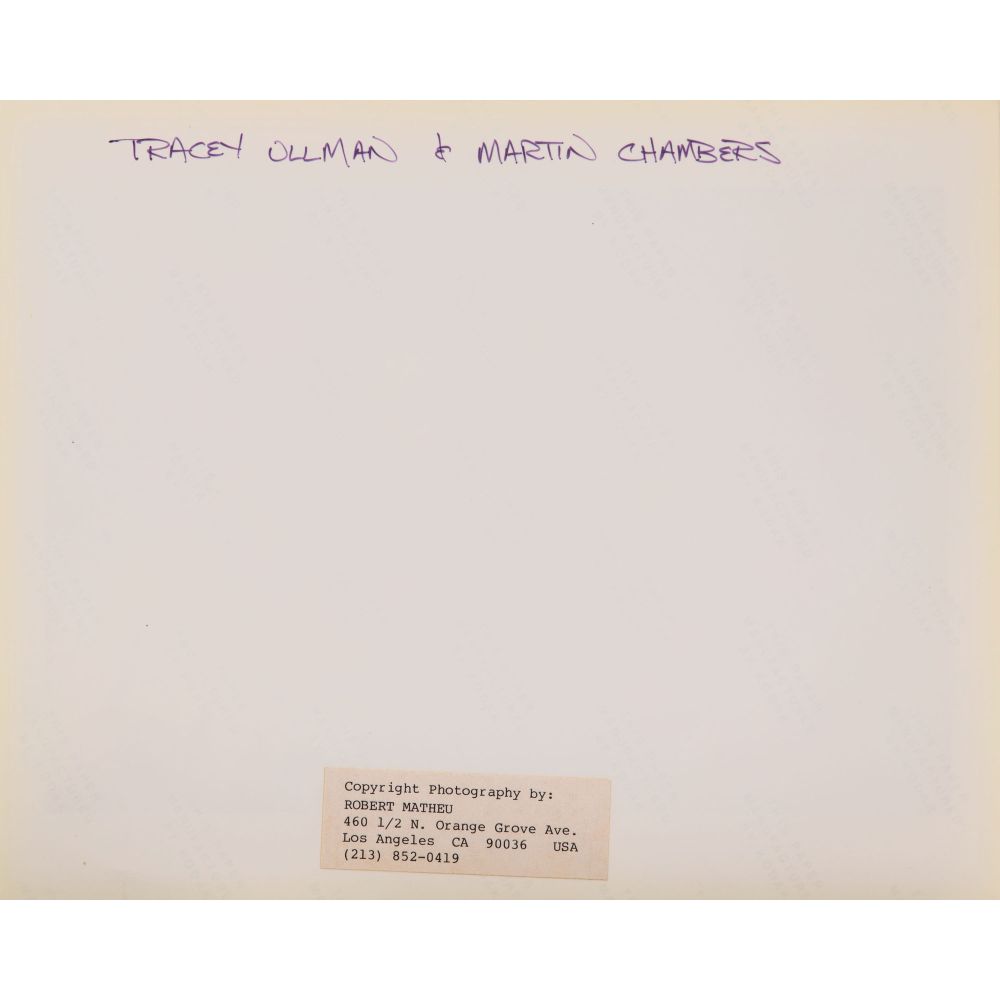 TRACEY ULLMAN & MARTIN CHAMBERS
Copyright Photography by:
ROBERT MATHEU
460 1/2 N. Orange Grove Ave.
Los Angeles CA 90036 USA
(213) 852-0419